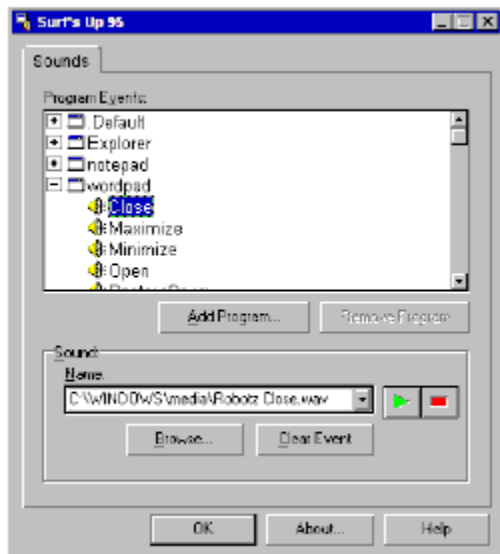 Surf's Up 95
Sounds
Program Events:
.Default
Explorer
notepad
wordpad
Close
Maximize
Minimize
Open
Add Program...
Remove Program
Sound:
Name:
C:\WINDOWS\media\Robotz Close.wav
Browse...
Clear Event
OK
About...
Help